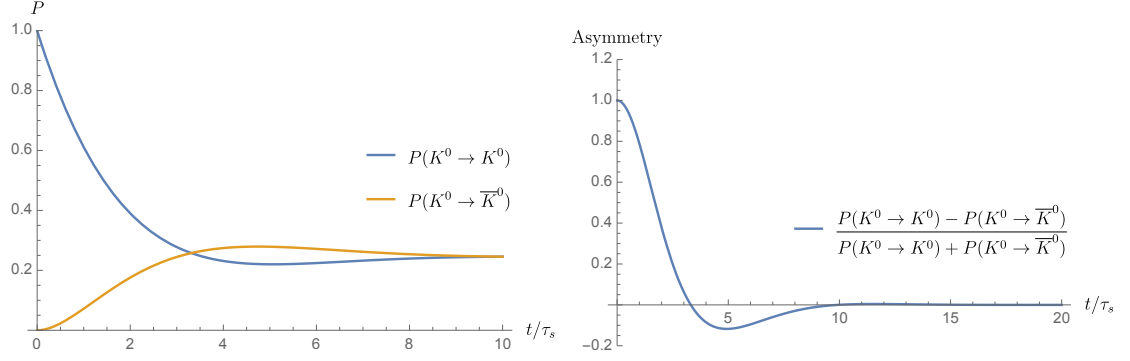 P
1.0
0.8
0.6
0.4
0.2
0 2 4 6 8 10
t/τₛ
P(K⁰ → K⁰)
P(K⁰ → K̅⁰)
Asymmetry
1.2
1.0
0.8
0.6
0.4
0.2
−0.2
5 10 15 20
t/τₛ
P(K⁰ → K⁰) − P(K⁰ → K̅⁰)
P(K⁰ → K⁰) + P(K⁰ → K̅⁰)